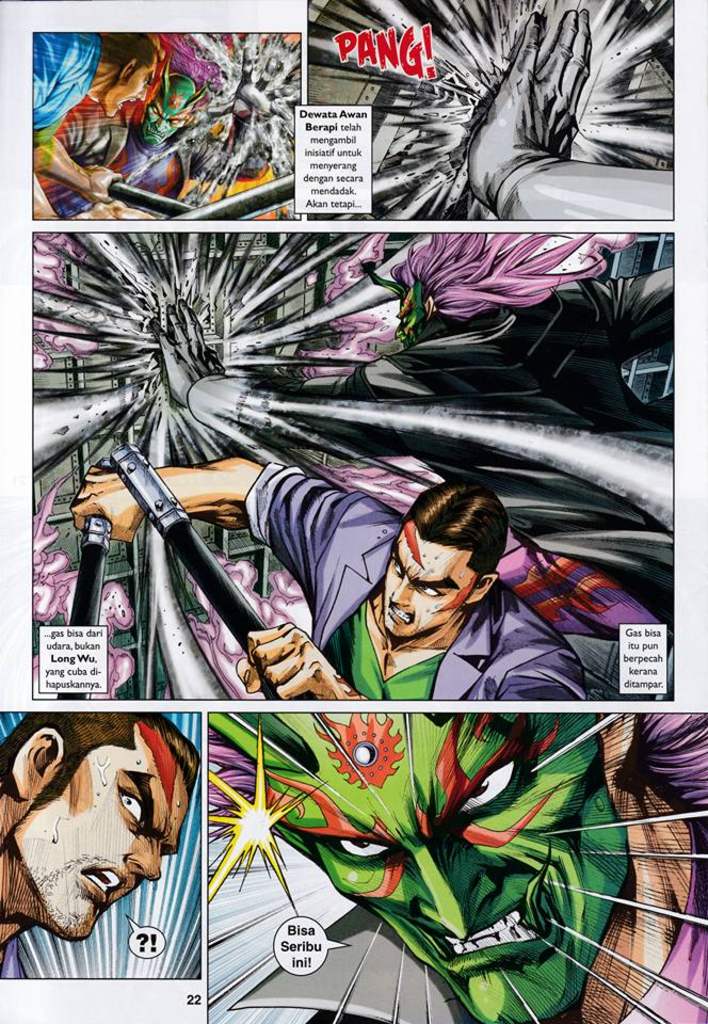 PANG!
Dewata Awan
Berapi telah
mengambil
inisiatif untuk
menyerang
dengan secara
mendadak.
Akan tetapi...
...gas bisa dari
udara, bukan
Long Wu,
yang cuba di-
hapuskannya.
Gas bisa
itu pun
berpecah
kerana
ditampar.
?!
Bisa
Seribu
ini!
22